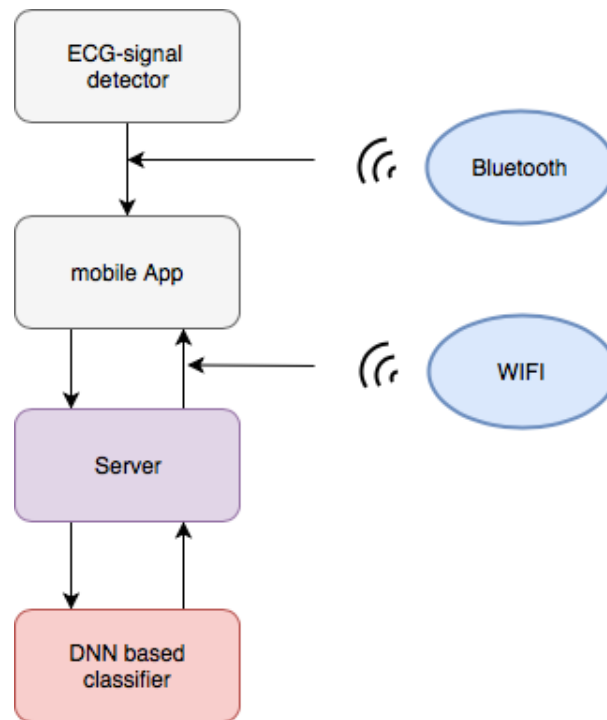 ECG-signal
detector
Bluetooth
mobile App
WIFI
Server
DNN based
classifier